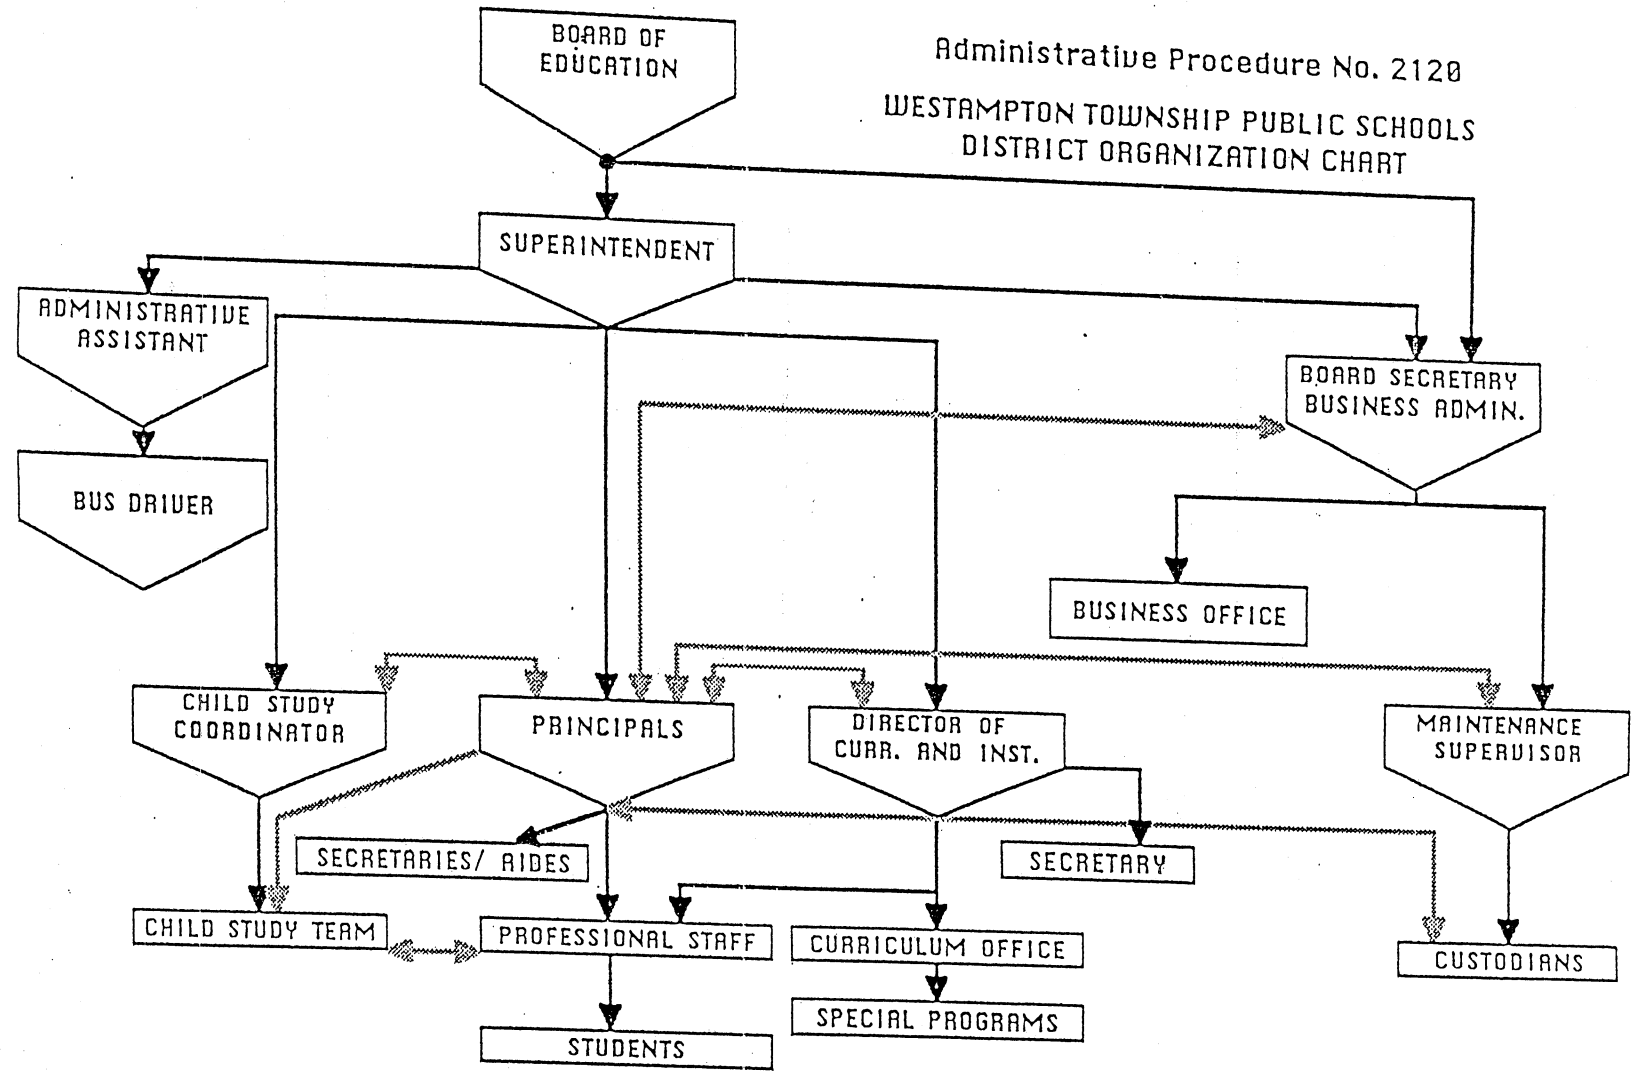 BOARD OF
EDUCATION
Administrative Procedure No. 2120
WESTAMPTON TOWNSHIP PUBLIC SCHOOLS
DISTRICT ORGANIZATION CHART
SUPERINTENDENT
ADMINISTRATIVE
ASSISTANT
BOARD SECRETARY
BUSINESS ADMIN.
BUS DRIVER
BUSINESS OFFICE
CHILD STUDY
COORDINATOR
PRINCIPALS
DIRECTOR OF
CURR. AND INST.
MAINTENANCE
SUPERVISOR
SECRETARIES/ AIDES
SECRETARY
CHILD STUDY TERM
PROFESSIONAL STAFF
CURRICULUM OFFICE
CUSTODIANS
SPECIAL PROGRAMS
STUDENTS